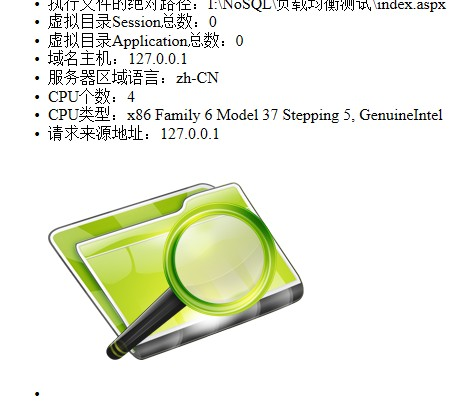 执行文件的绝对路径：I:\NoSQL\负载均衡测试\index.aspx
虚拟目录Session总数：0
虚拟目录Application总数：0
域名主机：127.0.0.1
服务器区域语言：zh-CN
CPU个数：4
CPU类型：x86 Family 6 Model 37 Stepping 5, GenuineIntel
请求来源地址：127.0.0.1